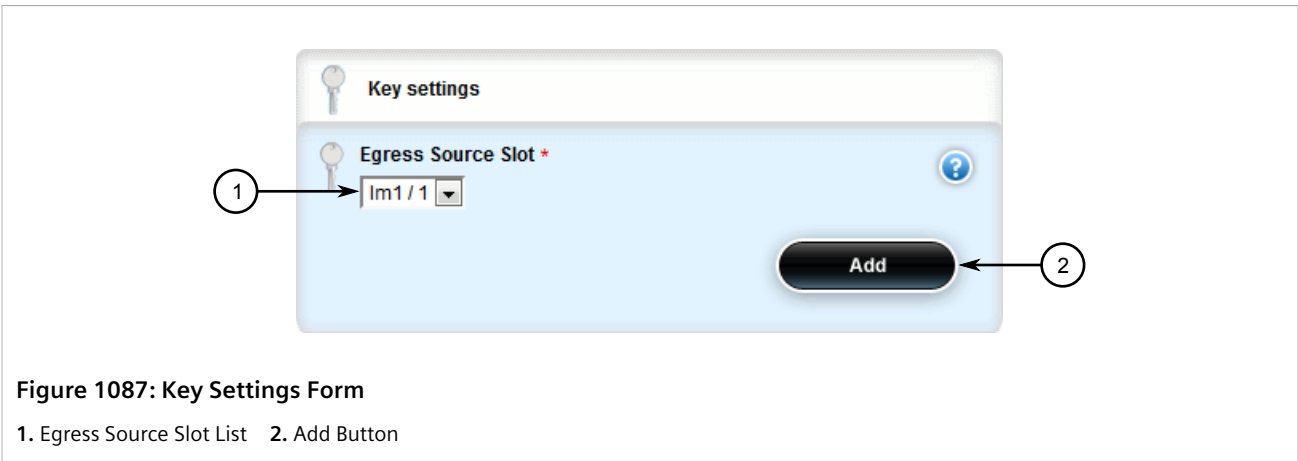 Key settings
Egress Source Slot *
1
lm1 / 1
?
Add
2
Figure 1087: Key Settings Form
1. Egress Source Slot List 2. Add Button